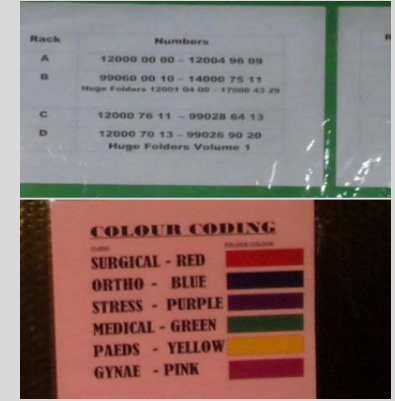 Rack Numbers
A 12000 00 00 - 12004 96 09
B 99060 00 10 - 14000 75 11
Huge Folders 12001 04 00 - 17000 43 29
C 12000 76 11 - 99028 64 13
D 12000 70 13 - 99026 90 20
Huge Folders Volume 1
COLOUR CODING
SURGICAL - RED
ORTHO - BLUE
STRESS - PURPLE
MEDICAL - GREEN
PAEDS - YELLOW
GYNAE - PINK